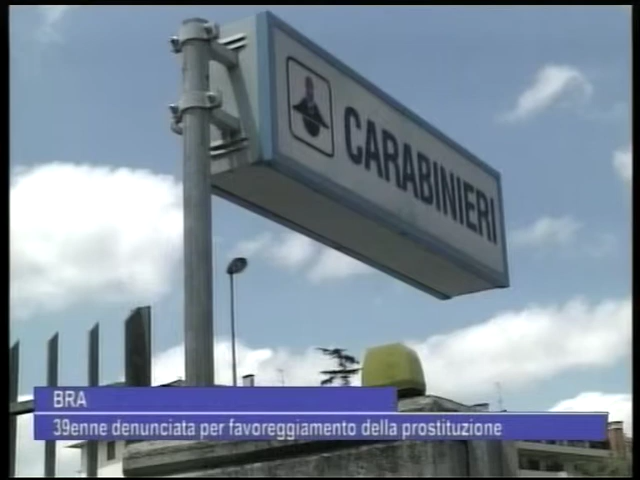 CARABINIERI
BRA
39enne denunciata per favoreggiamento della prostituzione